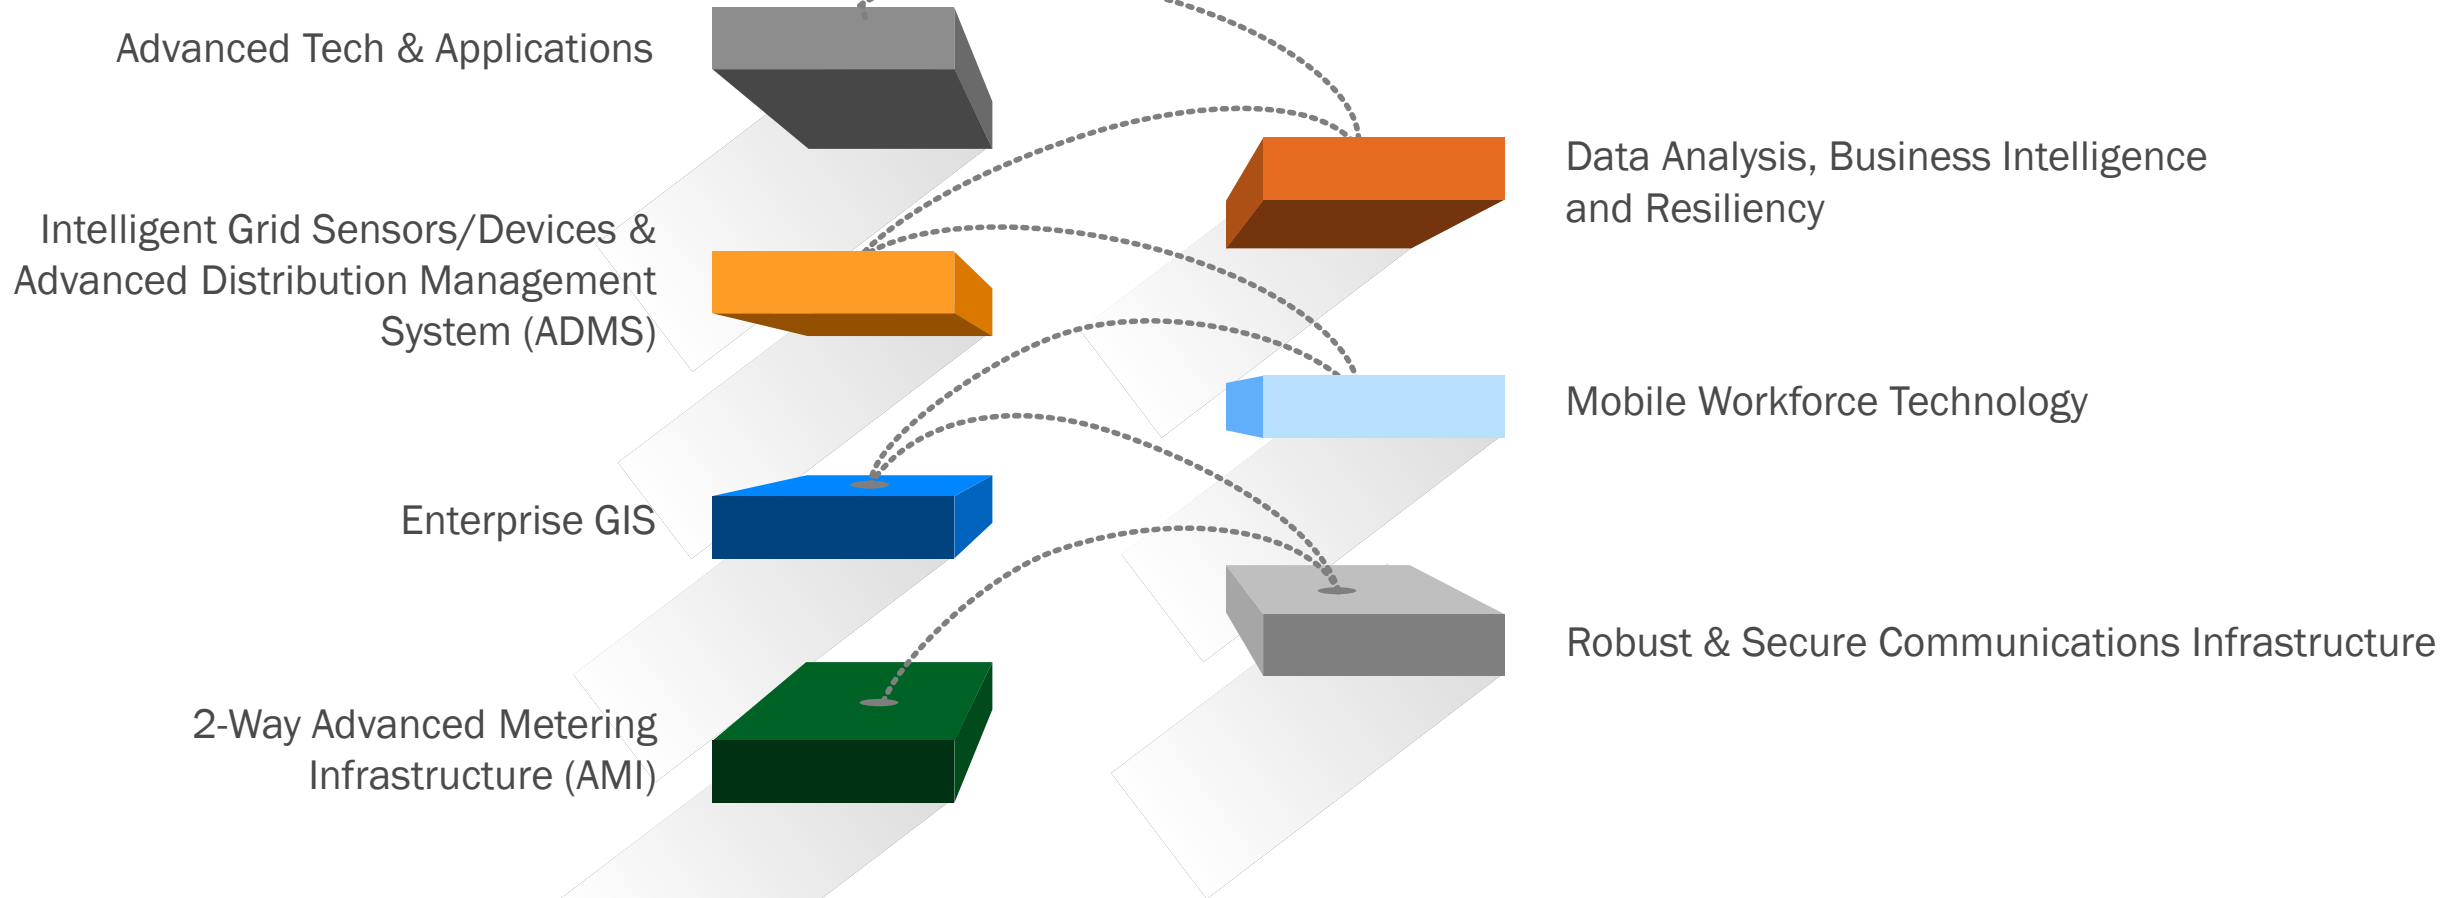 Advanced Tech & Applications
Data Analysis, Business Intelligence
and Resiliency
Intelligent Grid Sensors/Devices &
Advanced Distribution Management
System (ADMS)
Mobile Workforce Technology
Enterprise GIS
Robust & Secure Communications Infrastructure
2-Way Advanced Metering
Infrastructure (AMI)